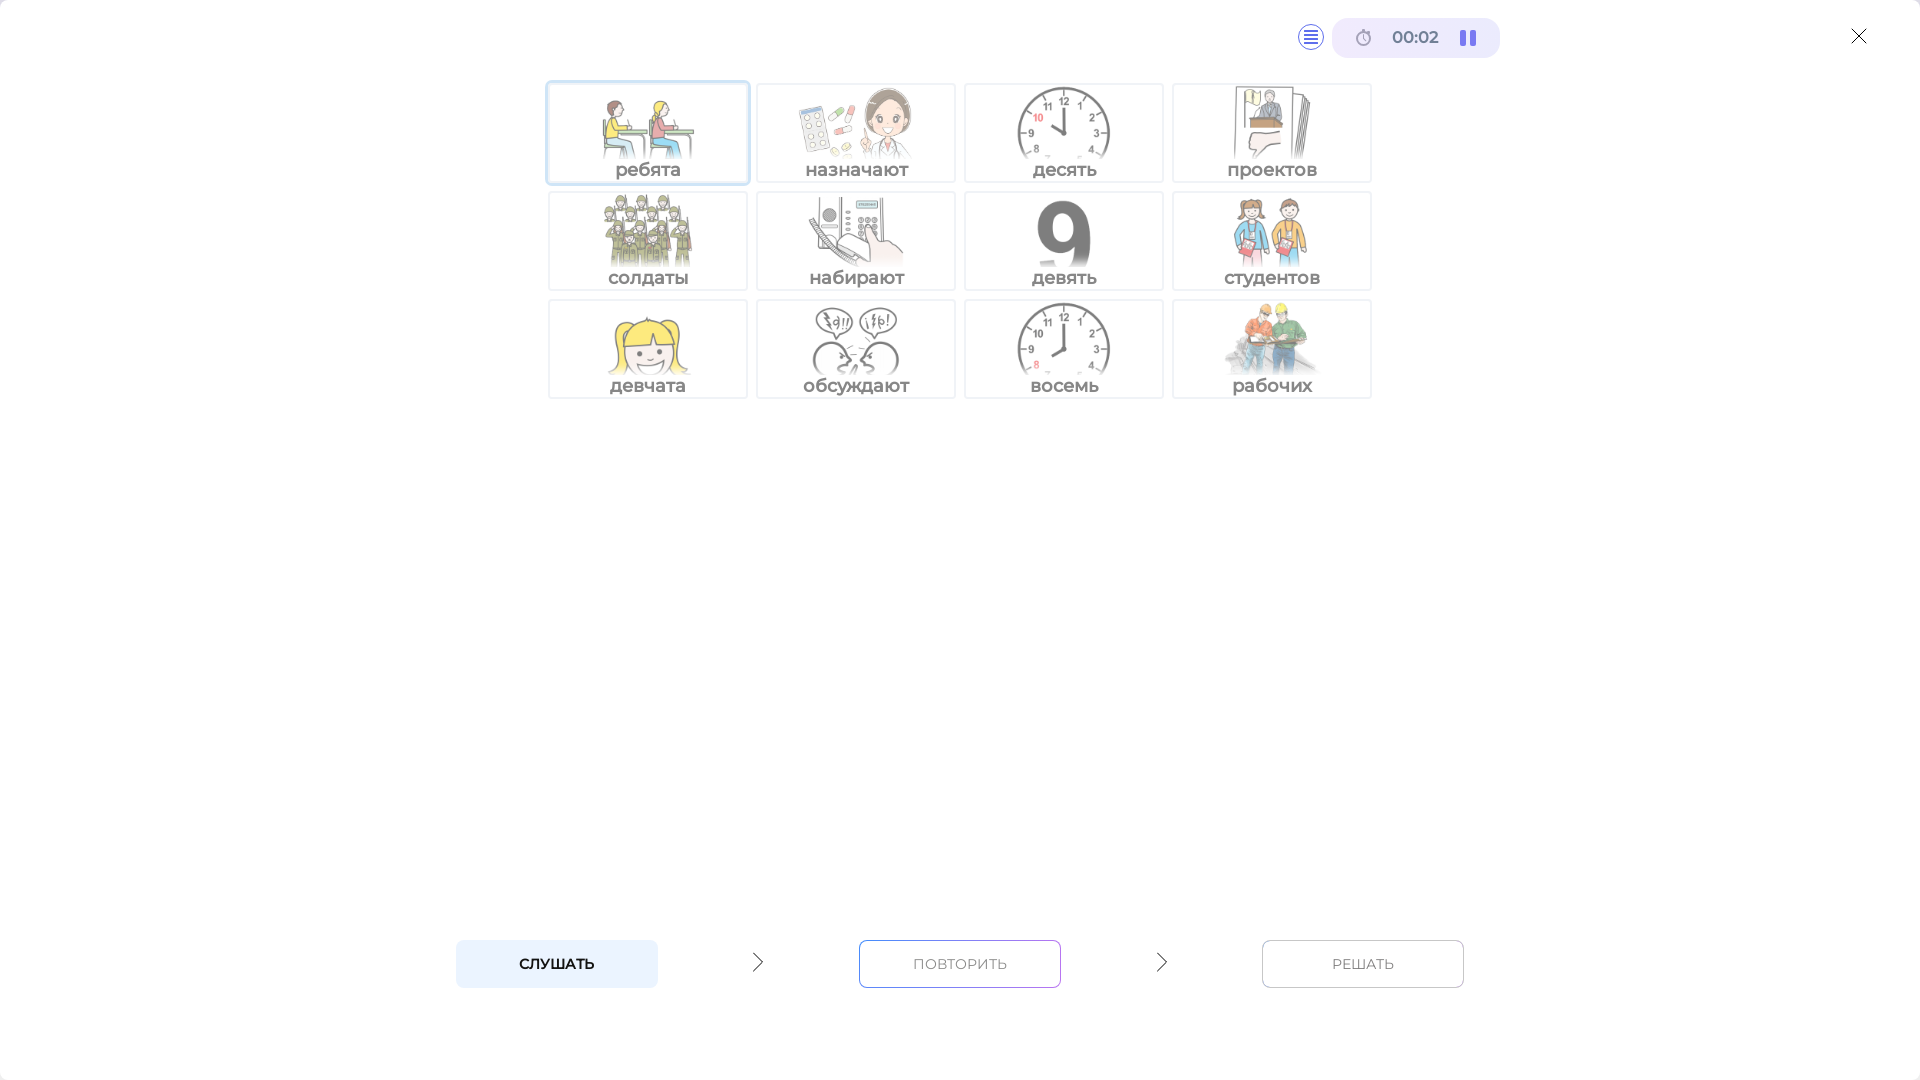 00:02
ребята
назначают
десять
проектов
солдаты
набирают
девять
студентов
девчата
обсуждают
восемь
рабочих
СЛУШАТЬ
ПОВТОРИТЬ
РЕШАТЬ